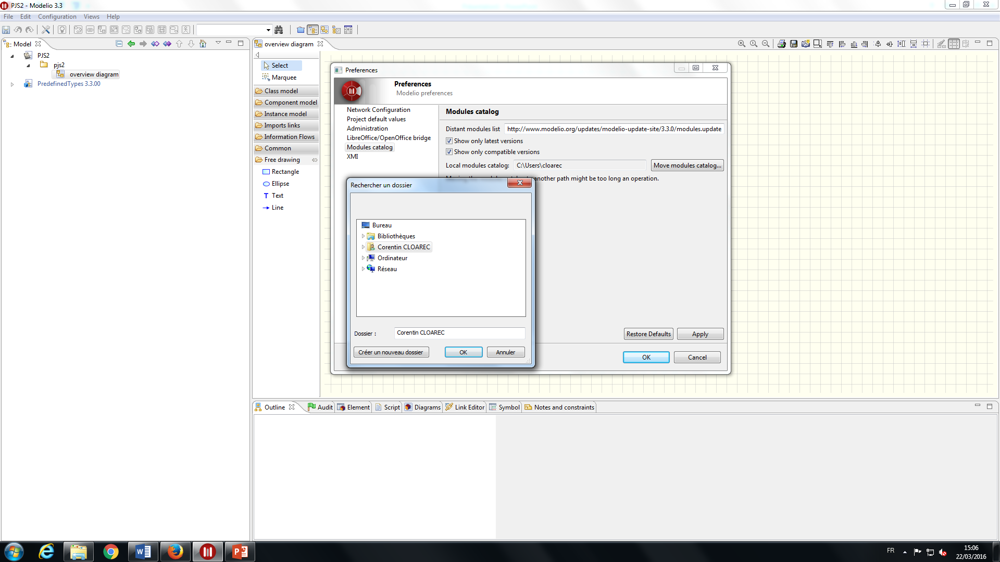 PJS2 - Modelio 3.3
File Edit Configuration Views Help
Model
PJS2
pjs2
overview diagram
PredefinedTypes 3.3.00
overview diagram
Select
Marquee
Class model
Component model
Instance model
Imports links
Information Flows
Common
Free drawing
Rectangle
Ellipse
Text
Line
Preferences
Preferences
Modelio preferences
Network Configuration
Project default values
Administration
LibreOffice/OpenOffice bridge
Modules catalog
XMI
Modules catalog
Distant modules list http://www.modelio.org/updates/modelio-update-site/3.3.0/modules.update
Show only latest versions
Show only compatible versions
Local modules catalog: C:\Users\cloarec Move modules catalog...
another path might be too long an operation.
Restore Defaults Apply
OK Cancel
Rechercher un dossier
Bureau
Bibliothèques
Corentin CLOAREC
Ordinateur
Réseau
Dossier : Corentin CLOAREC
Créer un nouveau dossier OK Annuler
Outline Audit Element Script Diagrams Link Editor Symbol Notes and constraints
FR
15:06
22/03/2016